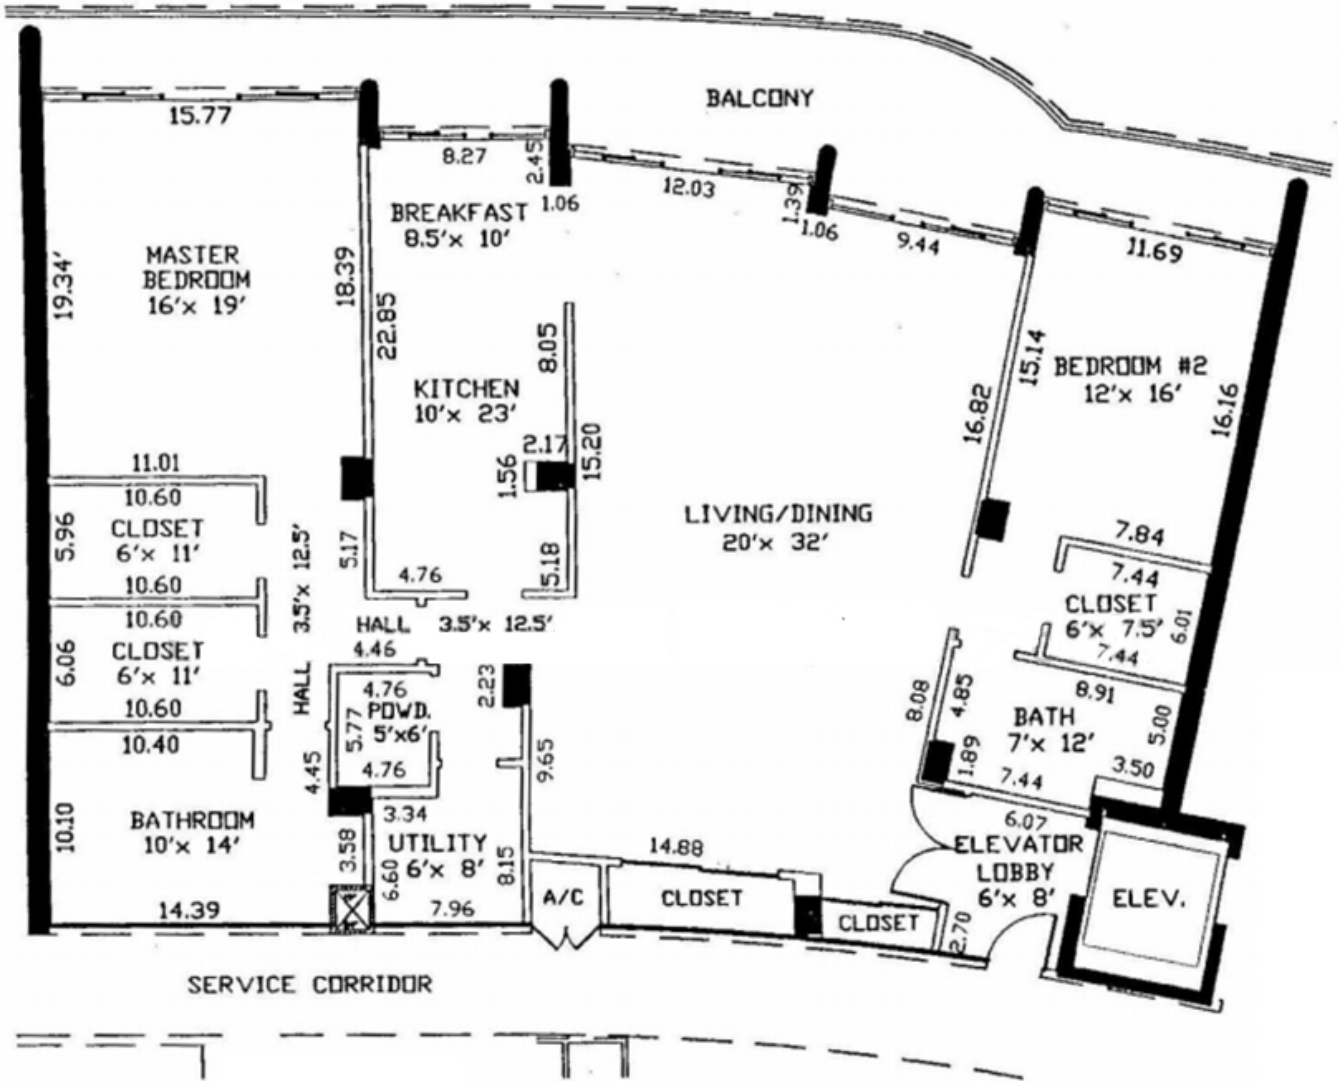 BALCONY
15.77
8.27
2.45
1.06
12.03
1.39
1.06
9.44
11.69
BREAKFAST
8.5'x 10'
MASTER
BEDROOM
16'x 19'
19.34'
18.39
22.85
8.05
KITCHEN
10'x 23'
2.17
1.56
15.20
16.82
15.14
BEDROOM #2
12'x 16'
16.16
11.01
10.60
CLOSET
6'x 11'
5.96
10.60
10.60
CLOSET
6'x 11'
6.06
10.60
10.40
3.5'x 12.5'
HALL
5.17
4.76
5.18
HALL 3.5'x 12.5'
4.46
LIVING/DINING
20'x 32'
7.84
7.44
CLOSET
6'x 7.5'
6.01
7.44
8.91
4.76
POWD.
5'x6'
5.77
4.76
4.45
2.23
9.65
8.08
4.85
1.89
BATH
7'x 12'
5.00
7.44
3.50
6.07
BATHROOM
10'x 14'
10.10
14.39
3.34
3.58
6.60
UTILITY
6'x 8'
8.15
7.96
14.88
A/C
CLOSET
CLOSET
2.70
ELEVATOR
LOBBY
6'x 8'
ELEV.
SERVICE CORRIDOR